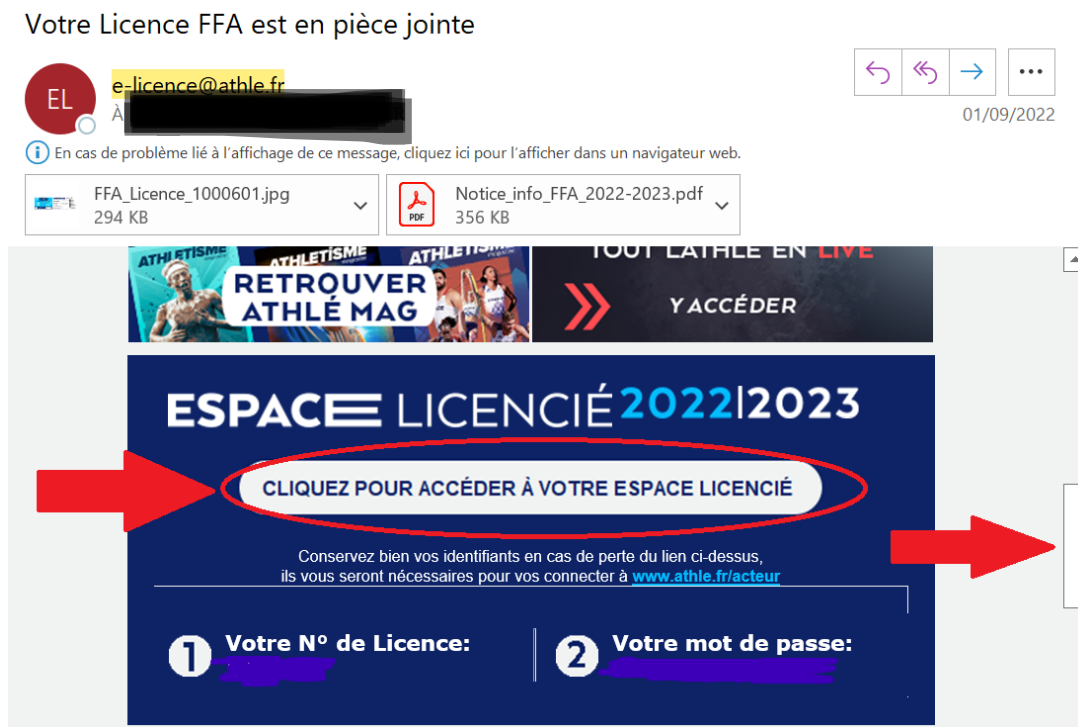 Votre Licence FFA est en pièce jointe
EL
e-licence@athle.fr
À
01/09/2022
En cas de problème lié à l'affichage de ce message, cliquez ici pour l'afficher dans un navigateur web.
FFA_Licence_1000601.jpg
294 KB
PDF
Notice_info_FFA_2022-2023.pdf
356 KB
ATHLÉTISME
ATHLÉTISME
ATHLÉTISME
RETROUVER
ATHLÉ MAG
TOUT L'ATHLÉ EN LIVE
Y ACCÉDER
ESPACE LICENCIÉ 2022|2023
CLIQUEZ POUR ACCÉDER À VOTRE ESPACE LICENCIÉ
Conservez bien vos identifiants en cas de perte du lien ci-dessus,
ils vous seront nécessaires pour vos connecter à www.athle.fr/acteur
1 Votre N° de Licence:
2 Votre mot de passe: